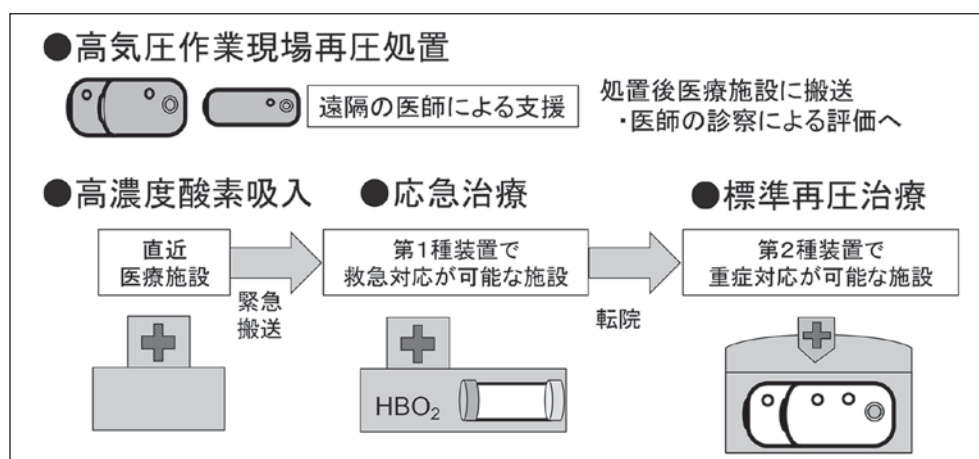 ●高気圧作業現場再圧処置
遠隔の医師による支援
処置後医療施設に搬送
・医師の診察による評価へ
●高濃度酸素吸入
●応急治療
●標準再圧治療
直近
医療施設
緊急
搬送
第1種装置で
救急対応が可能な施設
転院
第2種装置で
重症対応が可能な施設
HBO₂